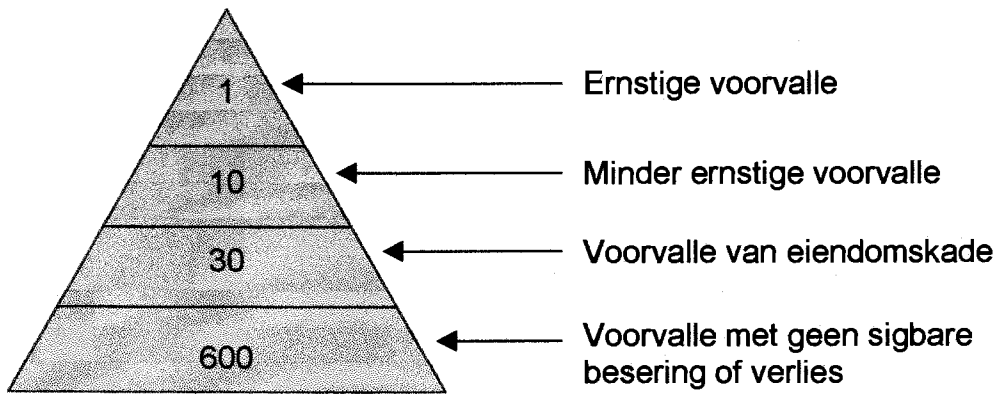 1
Ernstige voorvalle
10
Minder ernstige voorvalle
30
Voorvalle van eiendomskade
600
Voorvalle met geen sigbare
besering of verlies